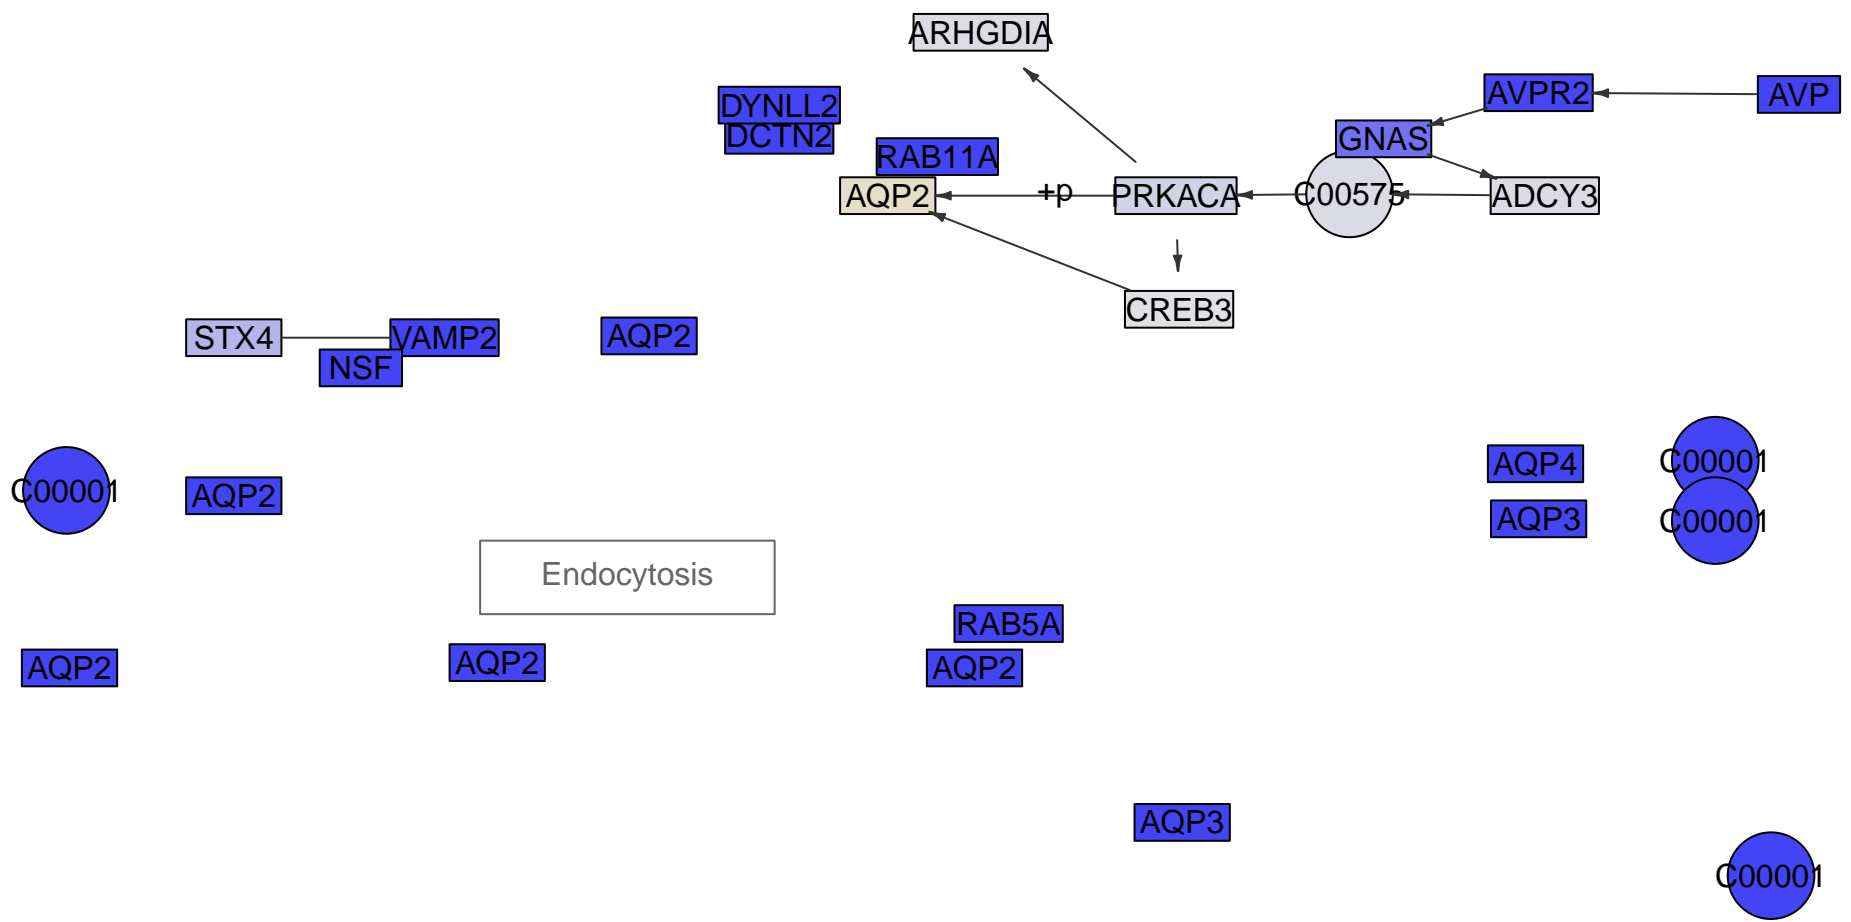 ARHGDIA
DYNLL2
AVPR2
AVP
DCTN2
GNAS
RAB11A
AQP2
+p
PRKACA
C00575
ADCY3
CREB3
STX4
VAMP2
AQP2
NSF
C00001
AQP4
C00001
AQP2
AQP3
C00001
Endocytosis
RAB5A
AQP2
AQP2
AQP2
AQP3
C00001